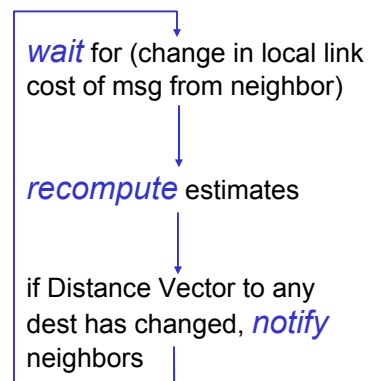 wait for (change in local link
cost of msg from neighbor)
recompute estimates
if Distance Vector to any
dest has changed, notify
neighbors